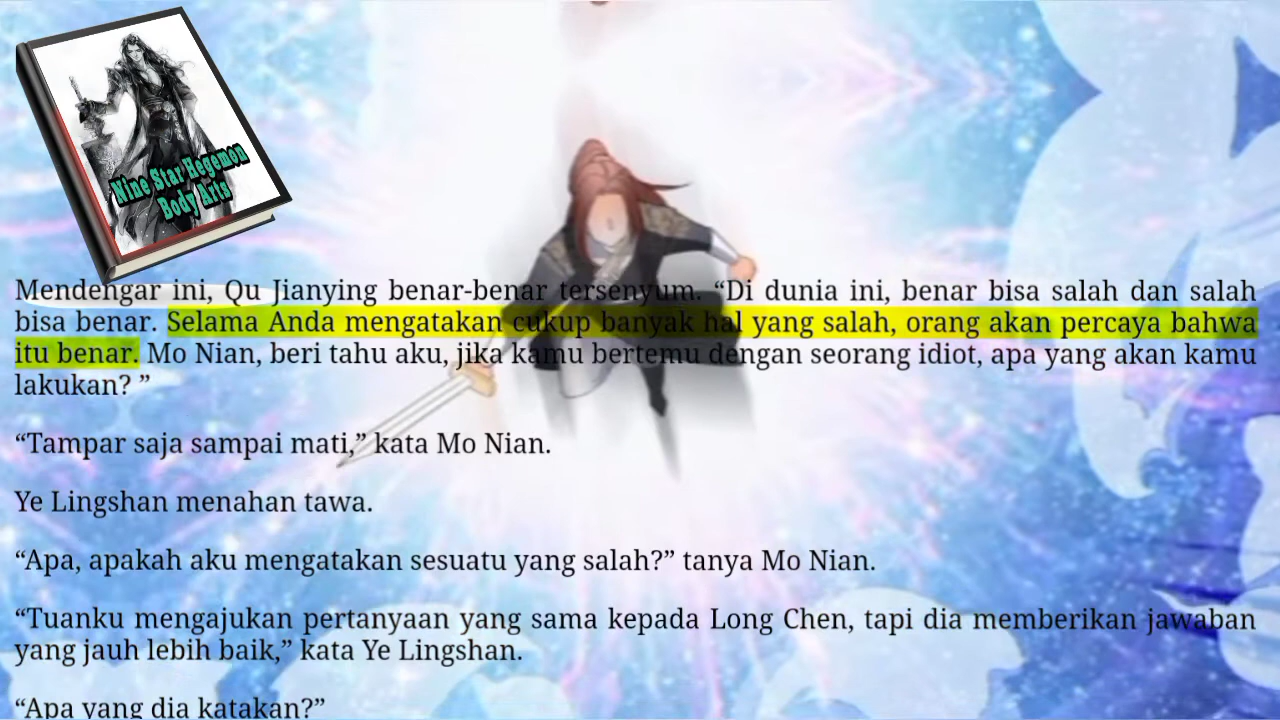 Nine Star Hegemon
Body Arts
Mendengar ini, Qu Jianying benar-benar tersenyum. “Di dunia ini, benar bisa salah dan salah
bisa benar. Selama Anda mengatakan cukup banyak hal yang salah, orang akan percaya bahwa
itu benar. Mo Nian, beri tahu aku, jika kamu bertemu dengan seorang idiot, apa yang akan kamu
lakukan? ”
“Tampar saja sampai mati,” kata Mo Nian.
Ye Lingshan menahan tawa.
“Apa, apakah aku mengatakan sesuatu yang salah?” tanya Mo Nian.
“Tuanku mengajukan pertanyaan yang sama kepada Long Chen, tapi dia memberikan jawaban
yang jauh lebih baik,” kata Ye Lingshan.
“Apa yang dia katakan?”